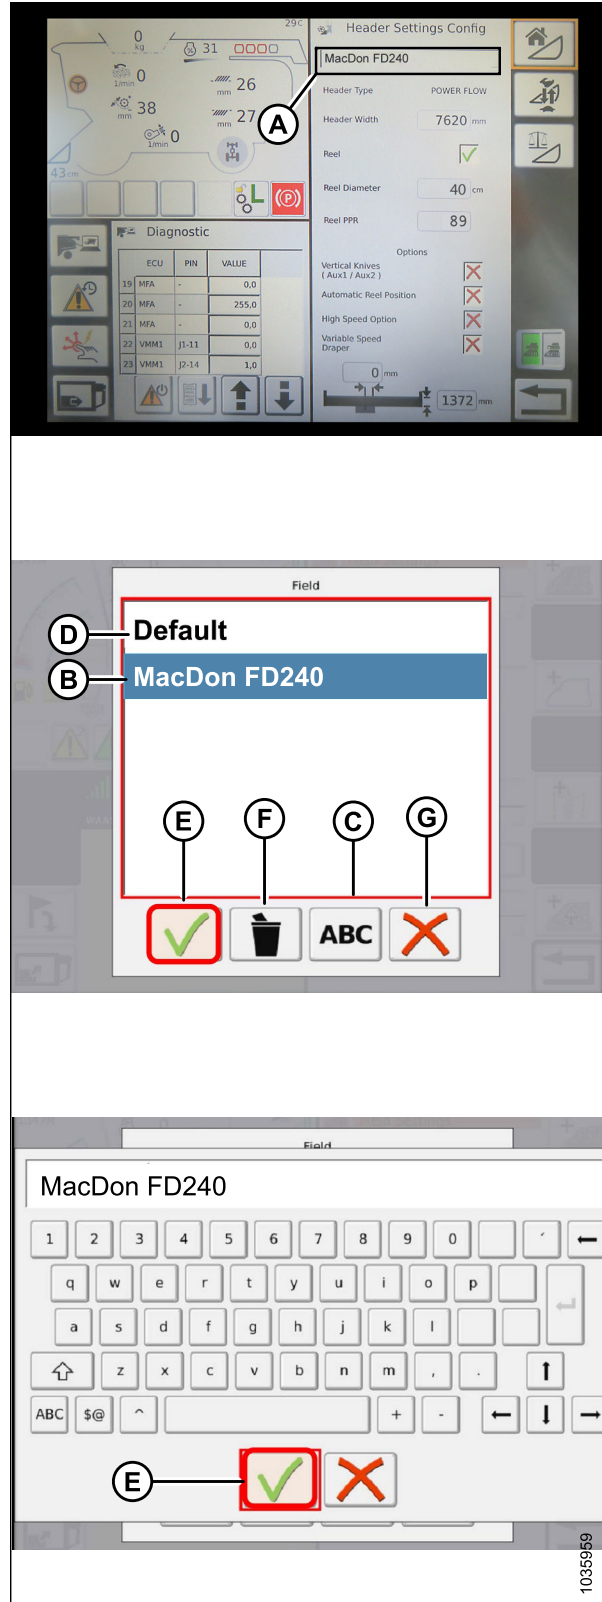 29c
0
kg
31
0
1/min
26
mm
38
mm
27
mm
0
1/min
43 cm
L
(P)
Header Settings Config
MacDon FD240
A
Header Type POWER FLOW
Header Width 7620 mm
Reel
Reel Diameter 40 cm
Reel PPR 89
Options
Vertical Knives
( Aux1 / Aux2 )
Automatic Reel Position
High Speed Option
Variable Speed
Draper
0 mm
1372 mm
Diagnostic
ECU PIN VALUE
19 MFA - 0,0
20 MFA - 255,0
21 MFA - 0,0
22 VMM1 J1-11 0,0
23 VMM1 J2-14 1,0
Field
D Default
B MacDon FD240
E F C G
ABC
Field
MacDon FD240
1 2 3 4 5 6 7 8 9 0 ´
q w e r t y u i o p
a s d f g h j k l
z x c v b n m , .
ABC $@ ^ + -
E
1035959